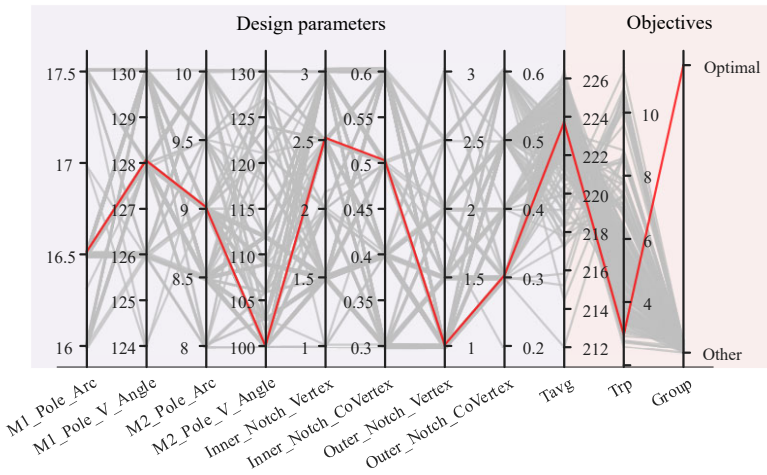 Design parameters Objectives
17.5 130 10 130 3 0.6 3 0.6 226 Optimal
129 125 0.55 224 10
9.5 2.5 2.5 0.5
17 128 120 0.5 222
8
127 9 115 0.45 2 0.4 220
2
218 6
16.5 126 110 0.4
8.5 1.5 1.5 0.3 216
125 105 0.35 4
214
16 124 8 100 1 0.3 1 0.2 212 Other
M1_Pole_Arc
M1_Pole_V_Angle
M2_Pole_Arc
M2_Pole_V_Angle
Inner_Notch_Vertex
Inner_Notch_CoVertex
Outer_Notch_Vertex
Outer_Notch_CoVertex
Tavg
Trp
Group